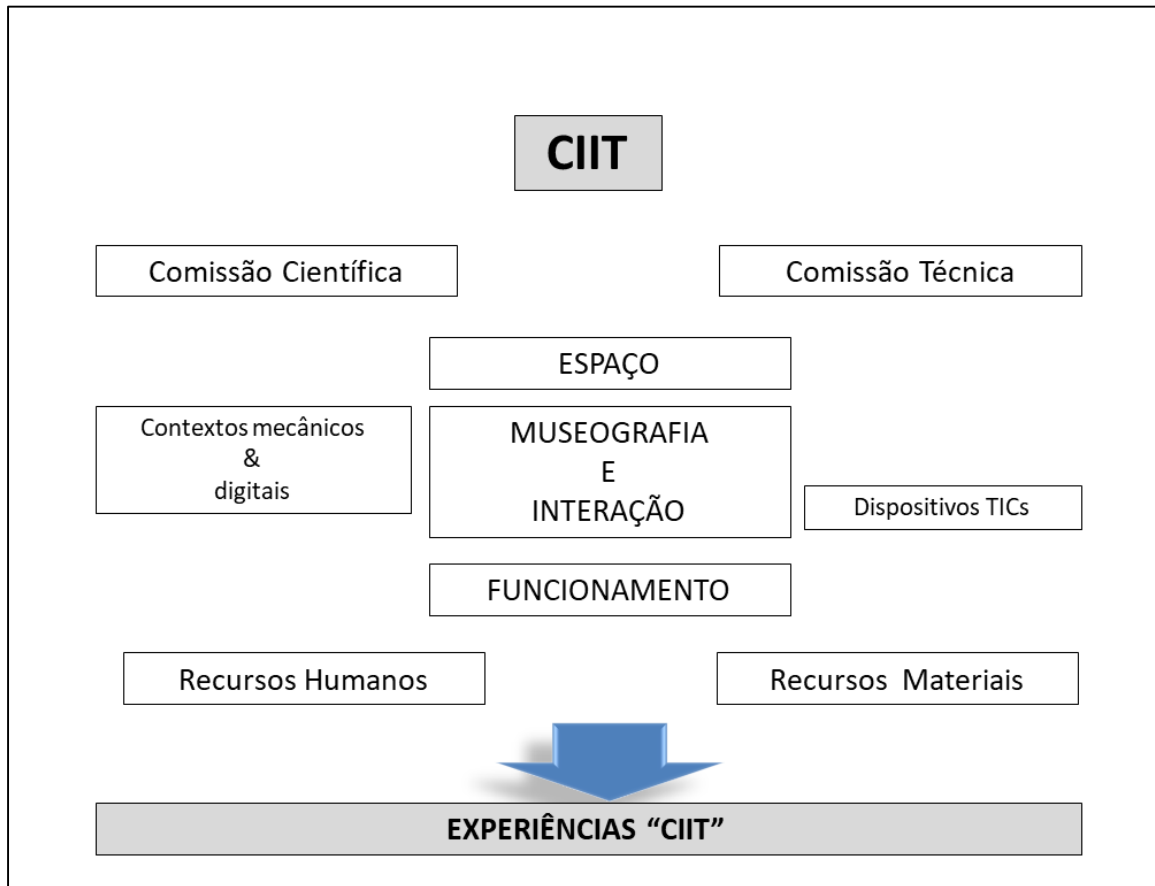 CIIT
Comissão Científica
Comissão Técnica
ESPAÇO
Contextos mecânicos
&
digitais
MUSEOGRAFIA
E
INTERAÇÃO
Dispositivos TICs
FUNCIONAMENTO
Recursos Humanos
Recursos Materiais
EXPERIÊNCIAS “CIIT”